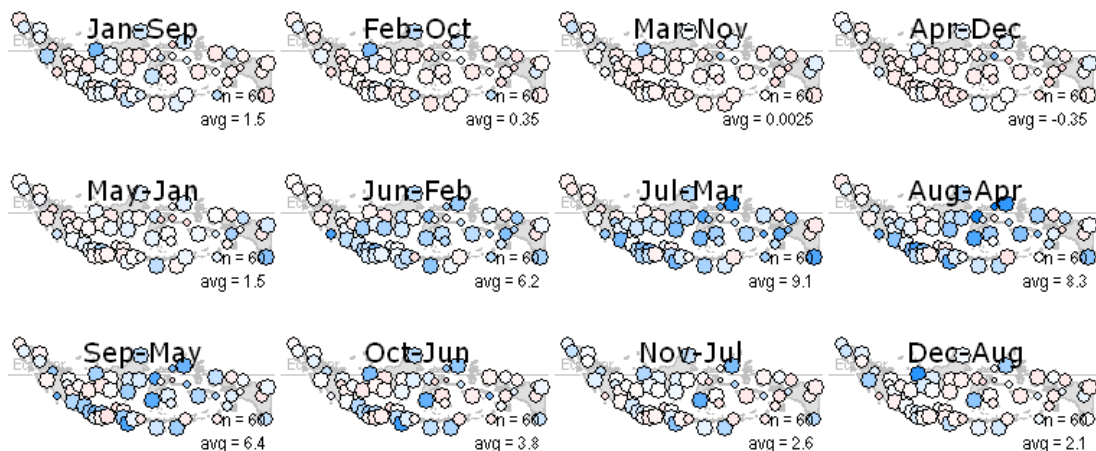 Jan-Sep
n = 60
avg = 1.5
Feb-Oct
n = 60
avg = 0.35
Mar-Nov
n = 60
avg = 0.0025
Apr-Dec
n = 60
avg = -0.35
May-Jan
n = 60
avg = 1.5
Jun-Feb
n = 60
avg = 6.2
Jul-Mar
n = 60
avg = 9.1
Aug-Apr
n = 60
avg = 8.3
Sep-May
n = 60
avg = 6.4
Oct-Jun
n = 60
avg = 3.8
Nov-Jul
n = 60
avg = 2.6
Dec-Aug
n = 60
avg = 2.1